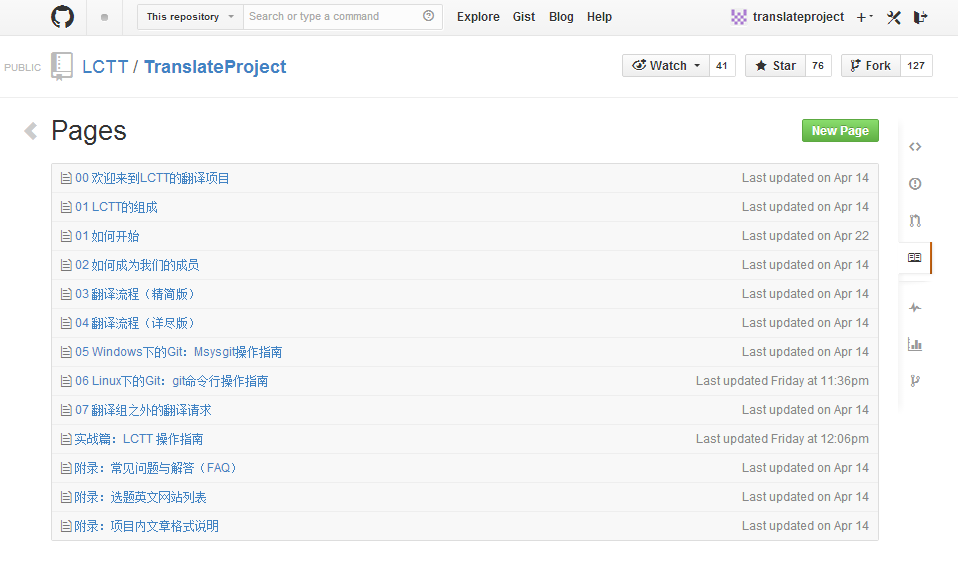 This repository Search or type a command Explore Gist Blog Help translateproject
PUBLIC LCTT / TranslateProject Watch 41 Star 76 Fork 127
Pages New Page
00 欢迎来到LCTT的翻译项目 Last updated on Apr 14
01 LCTT的组成 Last updated on Apr 14
01 如何开始 Last updated on Apr 22
02 如何成为我们的成员 Last updated on Apr 14
03 翻译流程（精简版） Last updated on Apr 14
04 翻译流程（详尽版） Last updated on Apr 14
05 Windows下的Git：Msysgit操作指南 Last updated on Apr 14
06 Linux下的Git：git命令行操作指南 Last updated Friday at 11:36pm
07 翻译组之外的翻译请求 Last updated on Apr 14
实战篇：LCTT 操作指南 Last updated Friday at 12:06pm
附录：常见问题与解答（FAQ） Last updated on Apr 14
附录：选题英文网站列表 Last updated on Apr 14
附录：项目内文章格式说明 Last updated on Apr 14